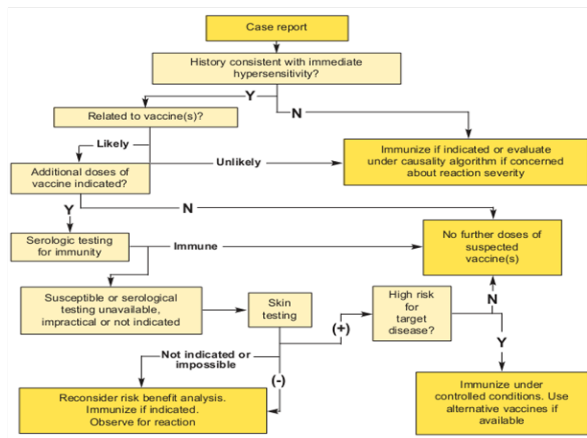 Case report
History consistent with immediate
hypersensitivity?
Y
N
Related to vaccine(s)?
Likely
Unlikely
Immunize if indicated or evaluate
under causality algorithm if concerned
about reaction severity
Additional doses of
vaccine indicated?
Y
N
Serologic testing
for immunity
Immune
No further doses of
suspected
vaccine(s)
Susceptible or serological
testing unavailable,
impractical or not indicated
Skin
testing
(+)
High risk
for
target
disease?
N
Y
Not indicated or
impossible
(-)
Reconsider risk benefit analysis.
Immunize if indicated.
Observe for reaction
Immunize under
controlled conditions. Use
alternative vaccines if
available